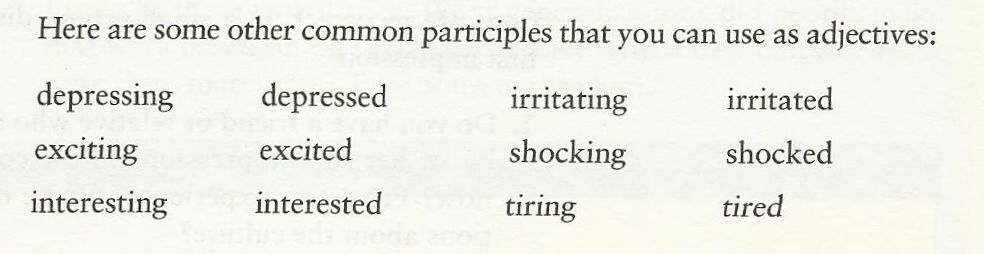 Here are some other common participles that you can use as adjectives:
depressing depressed irritating irritated
exciting excited shocking shocked
interesting interested tiring tired